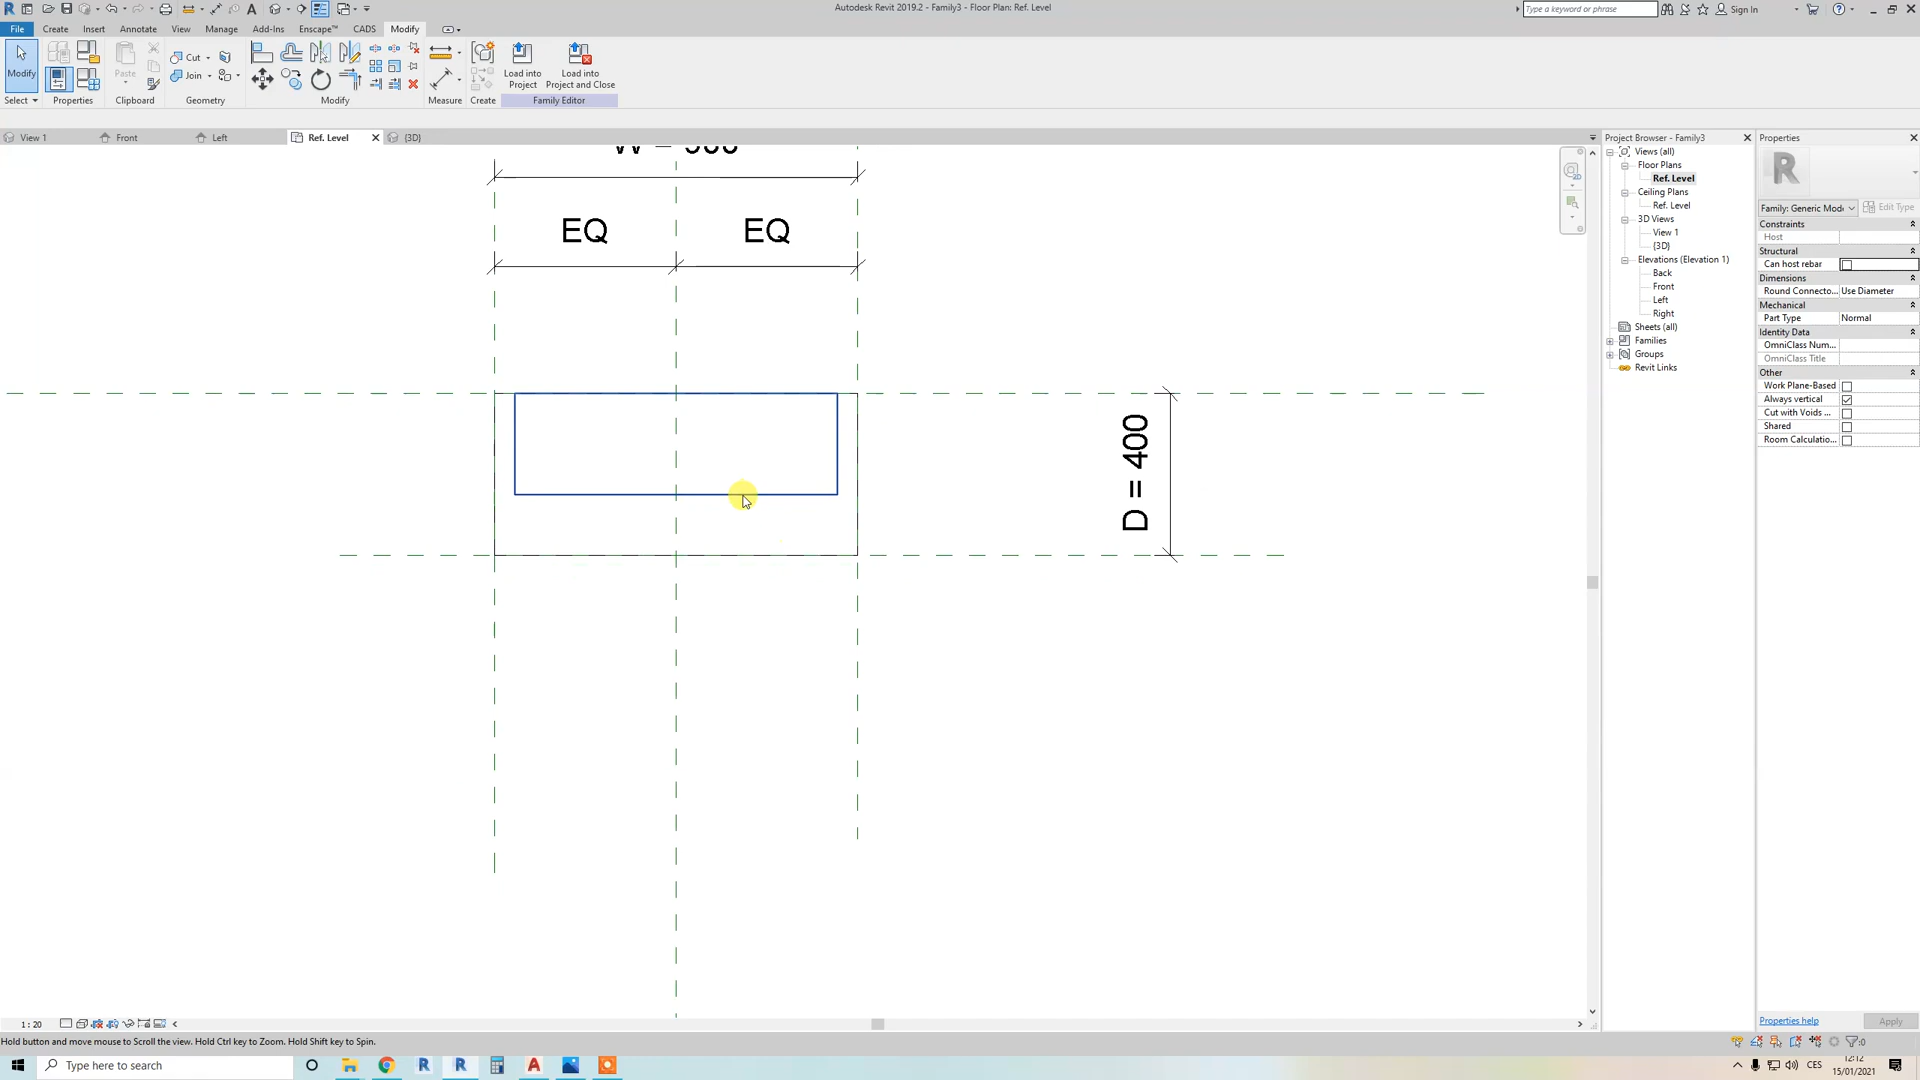 Autodesk Revit 2019.2 - Family3 - Floor Plan: Ref. Level
Type a keyword or phrase
Sign In
File Create Insert Annotate View Manage Add-Ins Enscape™ CADS Modify
Modify
Paste
Cut
Join
Load into Project
Load into Project and Close
Select Properties Clipboard Geometry Modify Measure Create Family Editor
View 1
Front
Left
Ref. Level
{3D}
EQ
EQ
D = 400
Project Browser - Family3
Views (all)
Floor Plans
Ref. Level
Ceiling Plans
Ref. Level
3D Views
View 1
{3D}
Elevations (Elevation 1)
Back
Front
Left
Right
Sheets (all)
Families
Groups
Revit Links
Properties
Family: Generic Mode
Edit Type
Constraints
Host
Structural
Can host rebar
Dimensions
Round Connecto... Use Diameter
Mechanical
Part Type Normal
Identity Data
OmniClass Num...
OmniClass Title
Other
Work Plane-Based
Always vertical
Cut with Voids ...
Shared
Room Calculatio...
Properties help
Apply
1 : 20
Hold button and move mouse to Scroll the view. Hold Ctrl key to Zoom. Hold Shift key to Spin.
:0
Type here to search
CES
12:12
15/01/2021